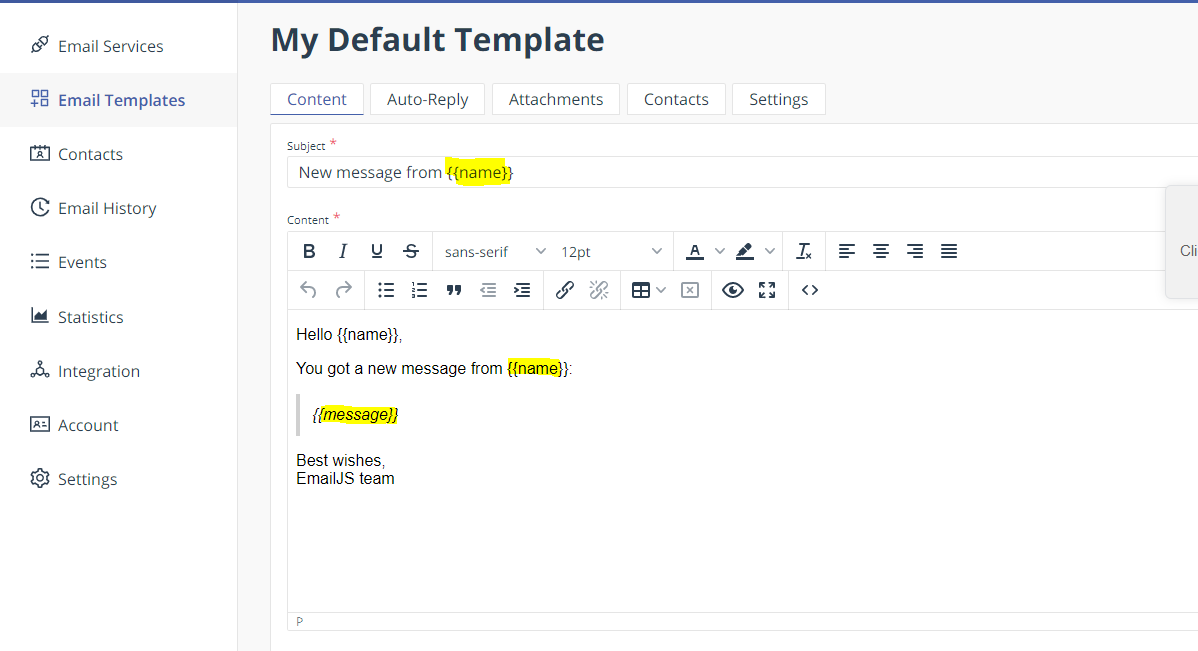 My Default Template
Email Services
Email Templates
Contacts
Email History
Events
Statistics
Integration
Account
Settings
Content
Auto-Reply
Attachments
Contacts
Settings
Subject *
New message from {{name}}
Content *
B I U S sans-serif 12pt A
Cli
Hello {{name}},
You got a new message from {{name}}:
{{message}}
Best wishes,
EmailJS team
P